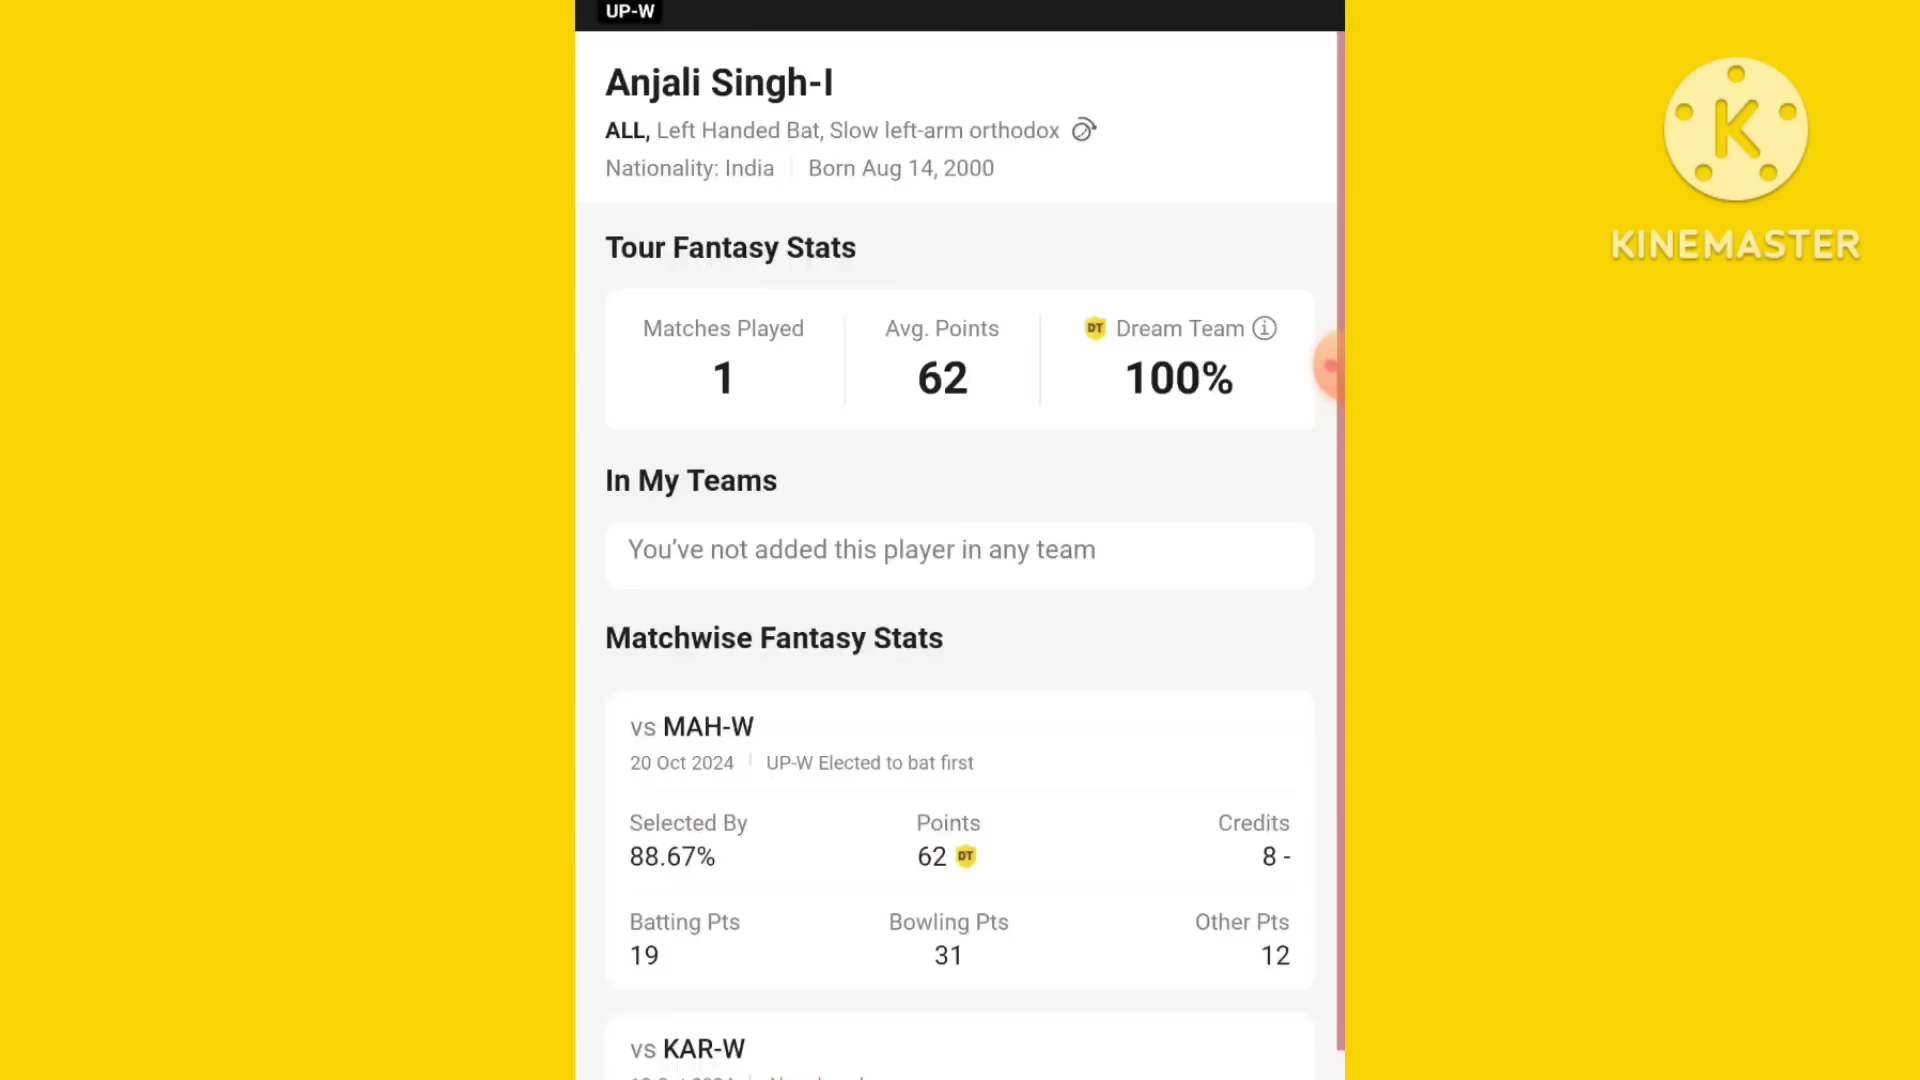 UP-W
Anjali Singh-I
ALL, Left Handed Bat, Slow left-arm orthodox
Nationality: India Born Aug 14, 2000
K
KINEMASTER
Tour Fantasy Stats
Matches Played Avg. Points DT Dream Team
1 62 100%
In My Teams
You've not added this player in any team
Matchwise Fantasy Stats
vs MAH-W
20 Oct 2024 UP-W Elected to bat first
Selected By Points Credits
88.67% 62 DT 8 -
Batting Pts Bowling Pts Other Pts
19 31 12
vs KAR-W